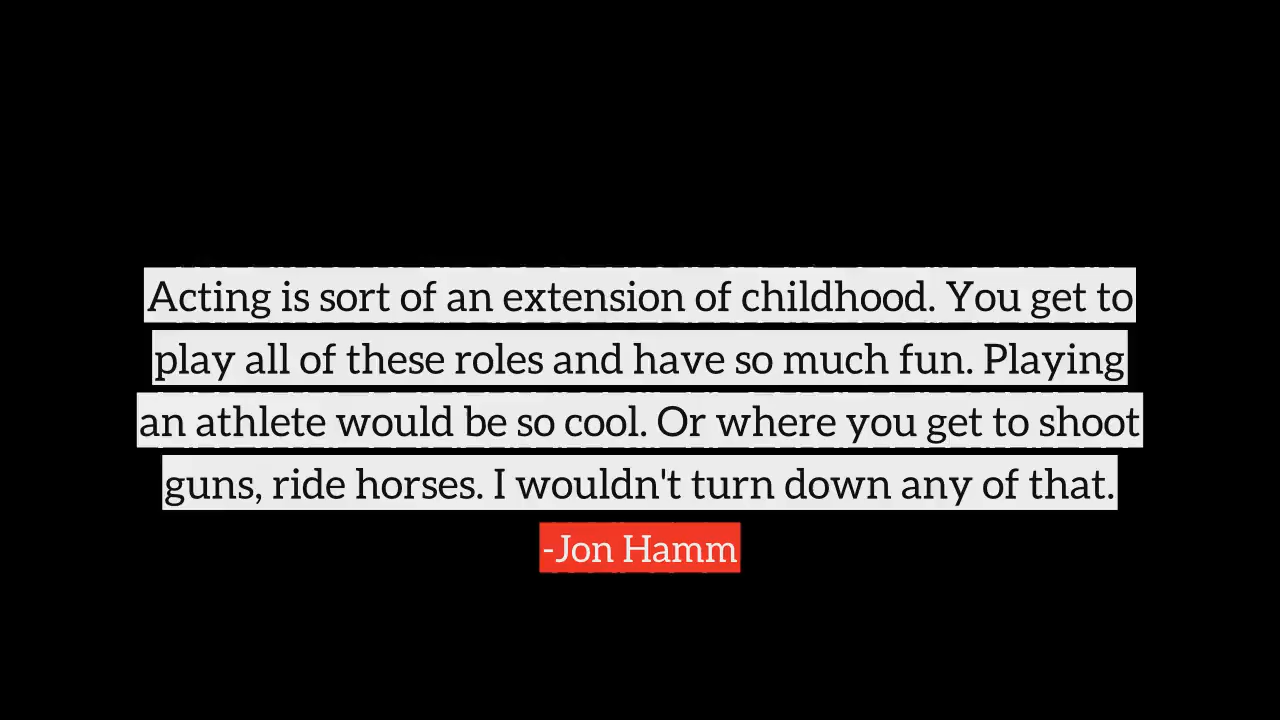 Acting is sort of an extension of childhood. You get to
play all of these roles and have so much fun. Playing
an athlete would be so cool. Or where you get to shoot
guns, ride horses. I wouldn't turn down any of that.
-Jon Hamm